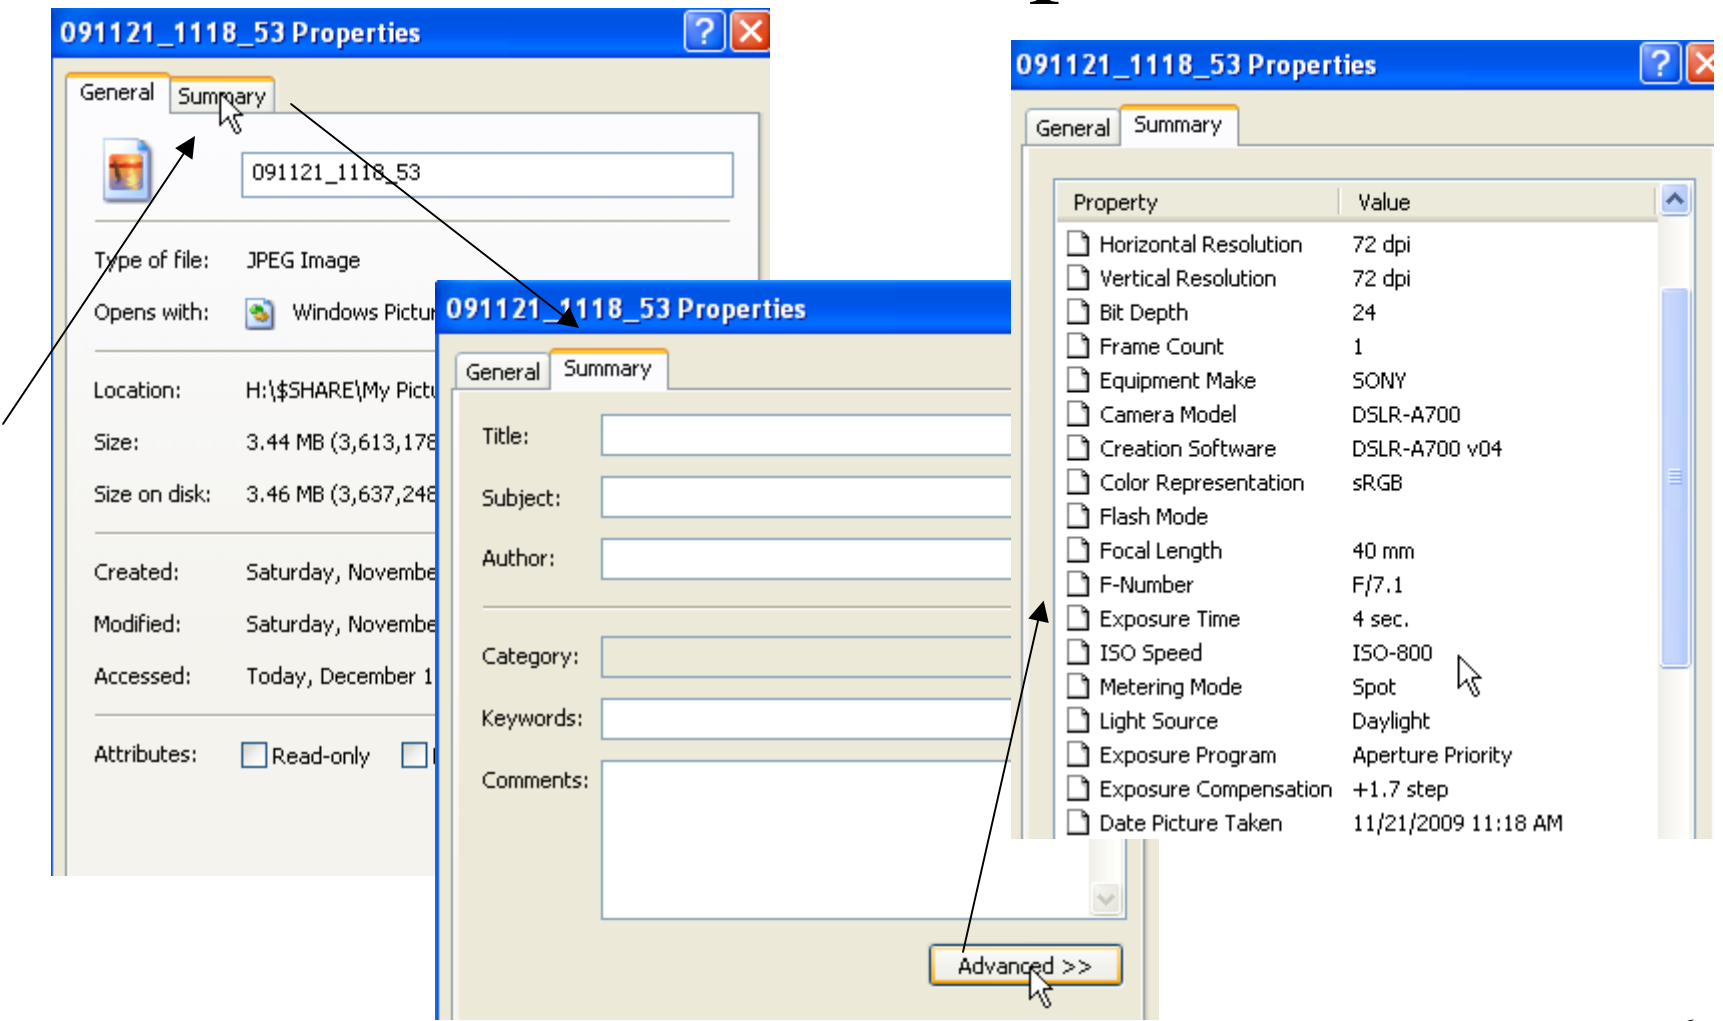 091121_1118_53 Properties
General
Summary
091121_1118_53
Type of file:
JPEG Image
Opens with:
Windows
Location:
H:\$SHARE\My
Size:
3.44 MB (3,613,178
Size on disk:
3.46 MB (3,637,248
Created:
Saturday,
Modified:
Saturday,
Accessed:
Today, December 1
Attributes:
Read-only
091121_1118_53 Properties
General
Summary
Title:
Subject:
Author:
Category:
Keywords:
Comments:
Advanced >>
091121_1118_53 Properties
General
Summary
Property Value
Horizontal Resolution 72 dpi
Vertical Resolution 72 dpi
Bit Depth 24
Frame Count 1
Equipment Make SONY
Camera Model DSLR-A700
Creation Software DSLR-A700 v04
Color Representation sRGB
Flash Mode
Focal Length 40 mm
F-Number F/7.1
Exposure Time 4 sec.
ISO Speed ISO-800
Metering Mode Spot
Light Source Daylight
Exposure Program Aperture Priority
Exposure Compensation +1.7 step
Date Picture Taken 11/21/2009 11:18 AM